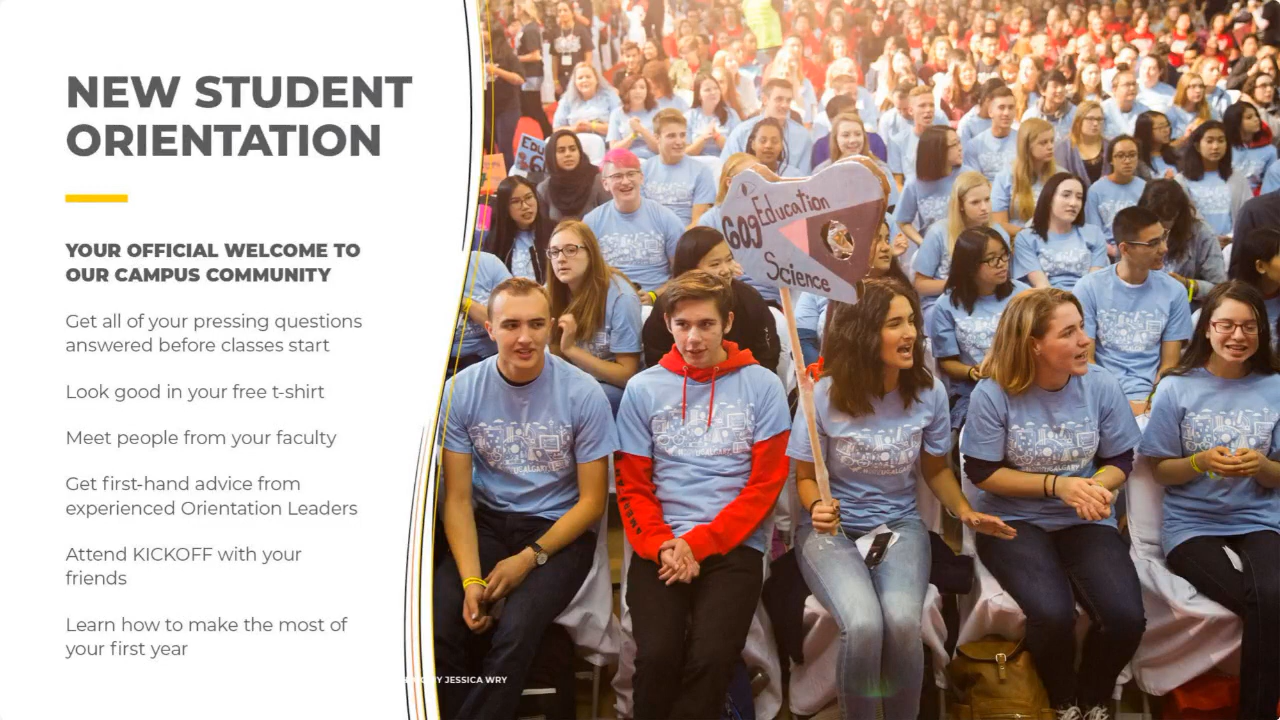 NEW STUDENT
ORIENTATION
YOUR OFFICIAL WELCOME TO
OUR CAMPUS COMMUNITY
Get all of your pressing questions
answered before classes start
Look good in your free t-shirt
Meet people from your faculty
Get first-hand advice from
experienced Orientation Leaders
Attend KICKOFF with your
friends
Learn how to make the most of
your first year
EDU
609
Education
Science
UCALGARY
BY JESSICA WRY